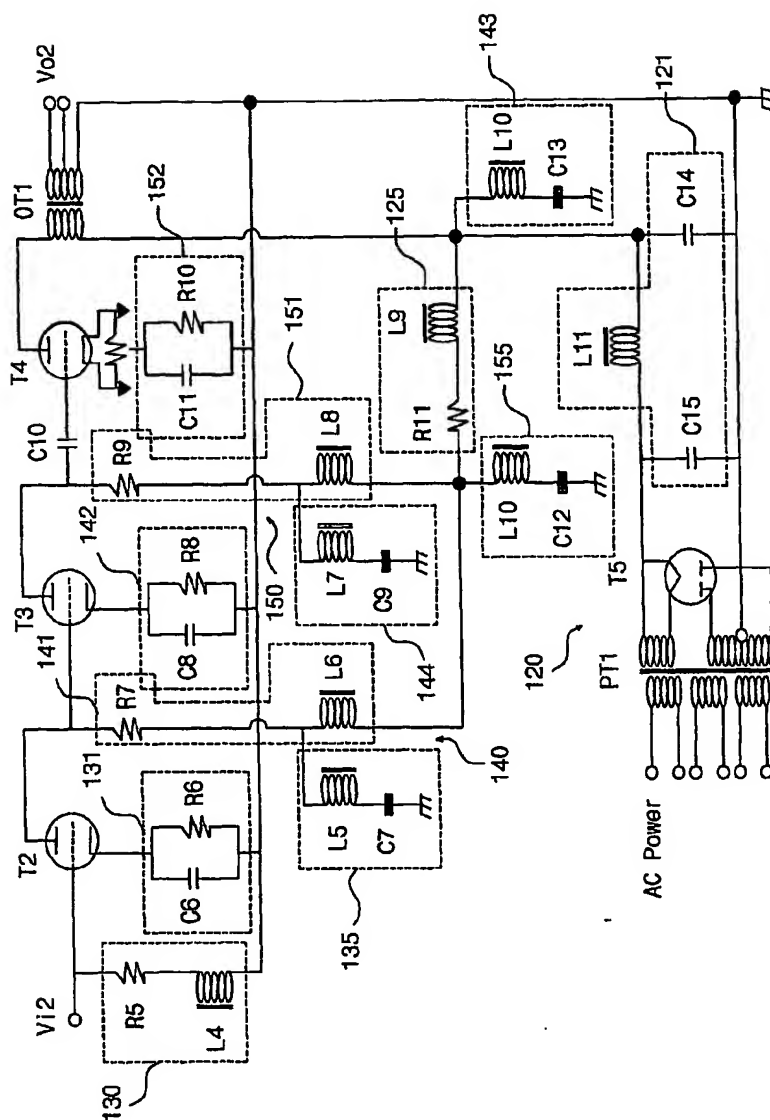 Vo2
OT1
152
143
T4
R10
C11
C10
151
125
L10
C13
121
R9
L8
L9
155
C14
142
T3
R8
C8
150
R11
L11
141
L7
C9
L10
C12
C15
R7
L6
144
T5
131
T2
R6
C6
140
120
PT1
L5
C7
135
AC Power
Vi2
R5
L4
130